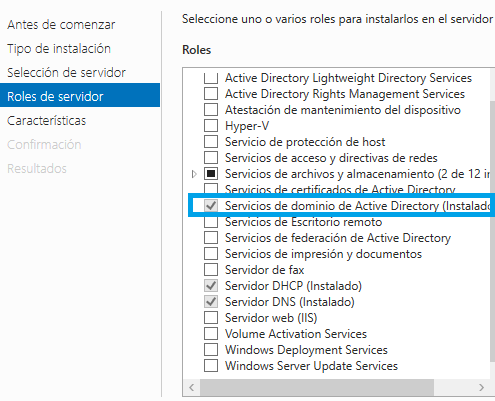 Antes de comenzar
Tipo de instalación
Selección de servidor
Roles de servidor
Características
Confirmación
Resultados
Seleccione uno o varios roles para instalarlos en el servidor
Roles
Active Directory Lightweight Directory Services
Active Directory Rights Management Services
Atestación de mantenimiento del dispositivo
Hyper-V
Servicio de protección de host
Servicios de acceso y directivas de redes
Servicios de archivos y almacenamiento (2 de 12 in
Servicios de certificados de Active Directory
Servicios de dominio de Active Directory (Instalado
Servicios de Escritorio remoto
Servicios de federación de Active Directory
Servicios de impresión y documentos
Servidor de fax
Servidor DHCP (Instalado)
Servidor DNS (Instalado)
Servidor web (IIS)
Volume Activation Services
Windows Deployment Services
Windows Server Update Services